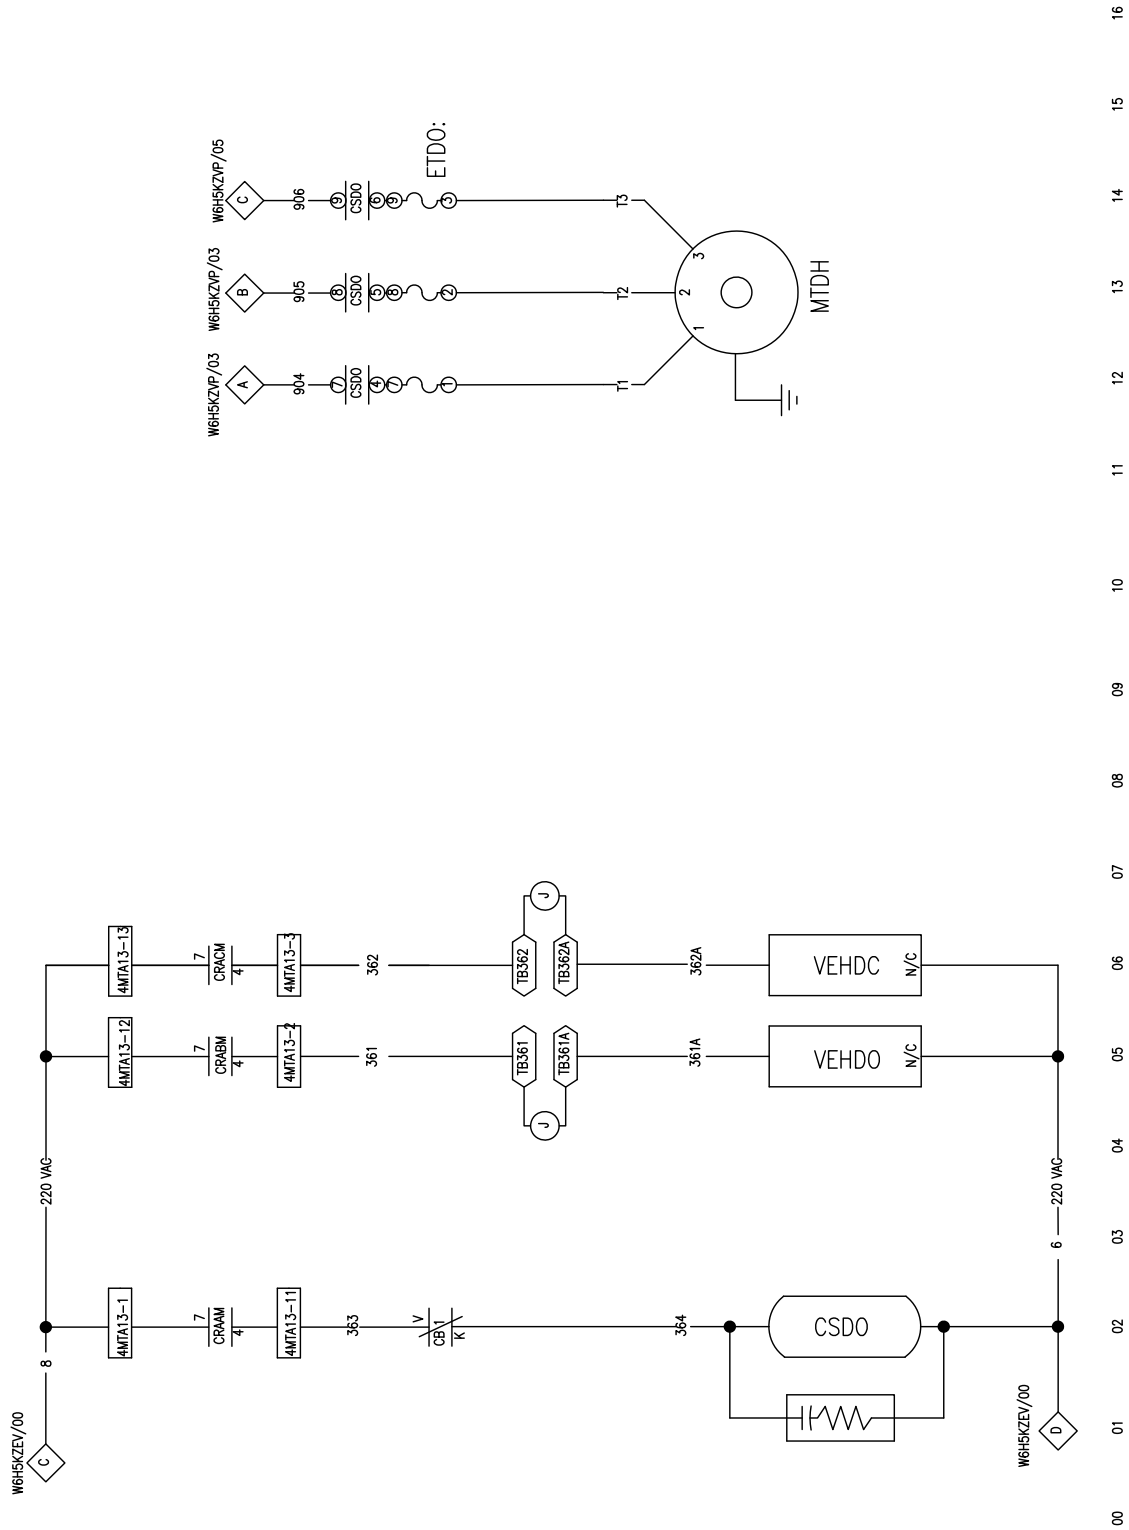 W6H5KZEV/00
C
8
220 VAC
4MTA13-1
7
CRAAM
4
4MTA13-11
363
V
CB 1
K
364
CSDO
W6H5KZEV/00
D
6
220 VAC
4MTA13-12
7
CRABM
4
4MTA13-2
361
TB361
J
TB361A
361A
VEHDO
N/C
4MTA13-13
7
CRACM
4
4MTA13-3
362
TB362
J
TB362A
362A
VEHDC
N/C
W6H5KZVP/03
A
904
7
CSDO
4
7
1
T1
1
W6H5KZVP/03
B
905
8
CSDO
5
8
2
T2
2
W6H5KZVP/05
C
906
9
CSDO
6
9
3
ETDO:
T3
3
MTDH
00
01
02
03
04
05
06
07
08
09
10
11
12
13
14
15
16